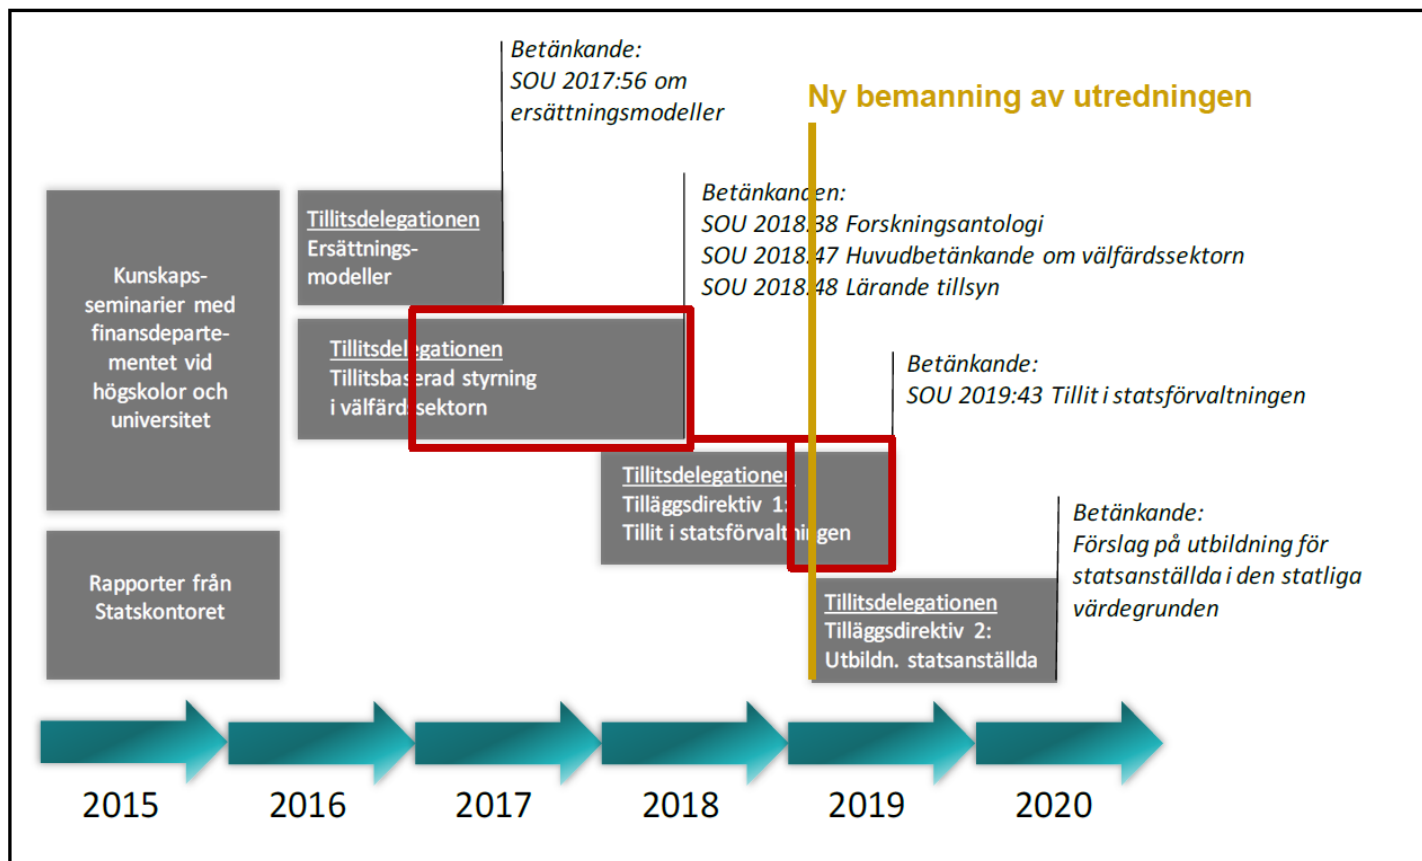 Betänkande:
SOU 2017:56 om
ersättningsmodeller
Ny bemanning av utredningen
Kunskaps-
seminarier med
finansdeparte-
mentet vid
högskolor och
universitet
Tillitsdelegationen
Ersättnings-
modeller
Betänkanden:
SOU 2018:38 Forskningsantologi
SOU 2018:47 Huvudbetänkande om välfärdssektorn
SOU 2018:48 Lärande tillsyn
Tillitsdelegationen
Tillitsbaserad styrning
i välfärdssektorn
Betänkande:
SOU 2019:43 Tillit i statsförvaltningen
Tillitsdelegationen
Tilläggsdirektiv 1:
Tillit i statsförvaltningen
Rapporter från
Statskontoret
Betänkande:
Förslag på utbildning för
statsanställda i den statliga
värdegrunden
Tillitsdelegationen
Tilläggsdirektiv 2:
Utbildn. statsanställda
2015
2016
2017
2018
2019
2020